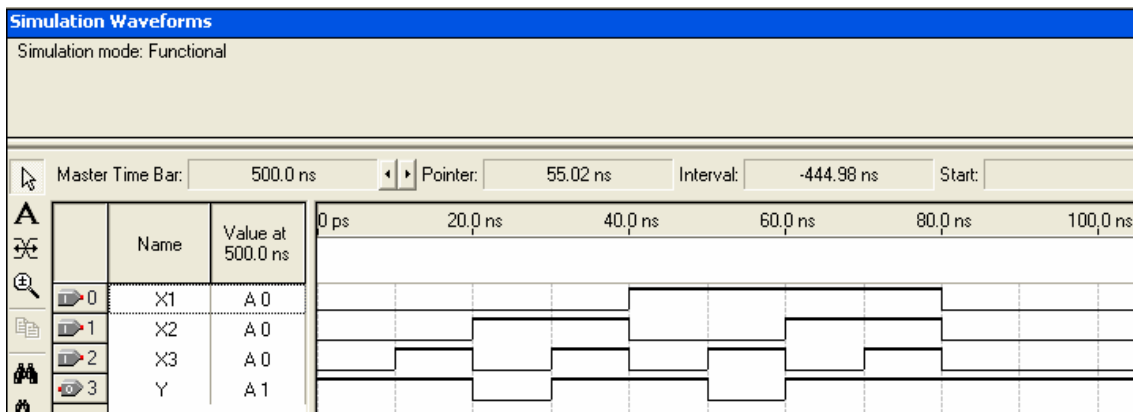 Simulation Waveforms
Simulation mode: Functional
Master Time Bar: 500.0 ns Pointer: 55.02 ns Interval: -444.98 ns Start:
A
Name Value at 500.0 ns 0 ps 20.0 ns 40.0 ns 60.0 ns 80.0 ns 100.0 ns
0 X1 A 0
1 X2 A 0
2 X3 A 0
3 Y A 1